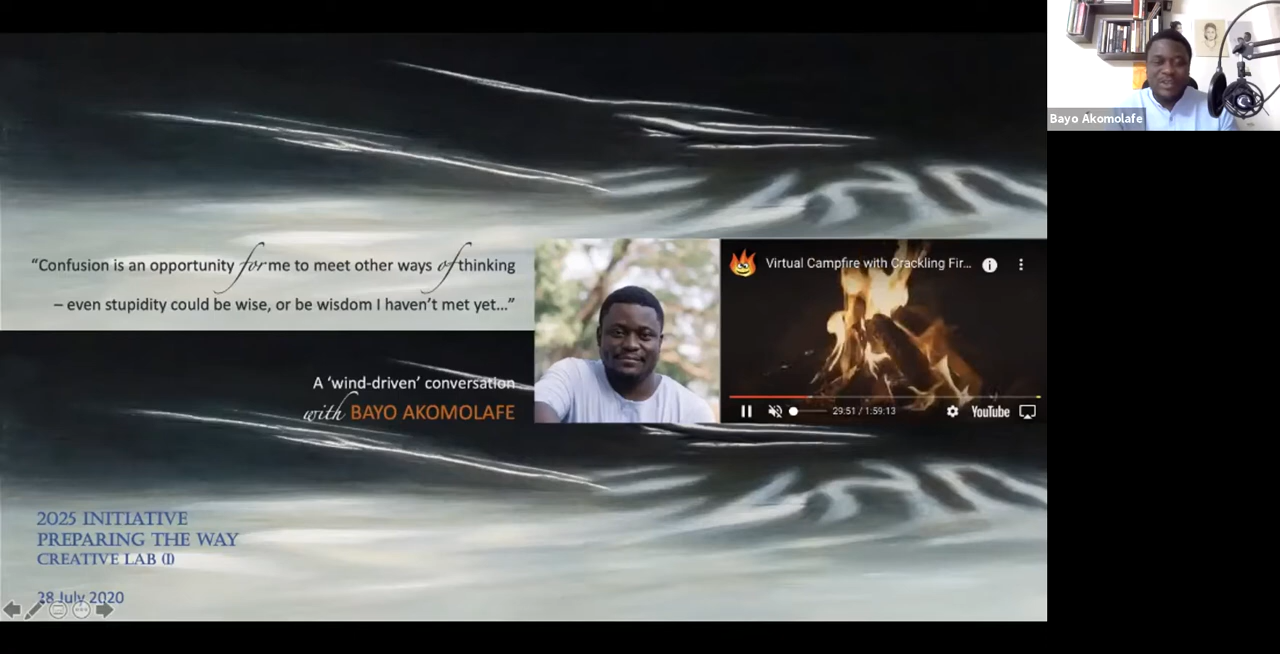 Bayo Akomolafe
“Confusion is an opportunity for me to meet other ways of thinking
– even stupidity could be wise, or be wisdom I haven’t met yet…”
Virtual Campfire with Crackling Fir...
29:51 / 1:59:13
YouTube
A ‘wind-driven’ conversation
with BAYO AKOMOLAFE
2025 INITIATIVE
PREPARING THE WAY
CREATIVE LAB (I)
28 July 2020